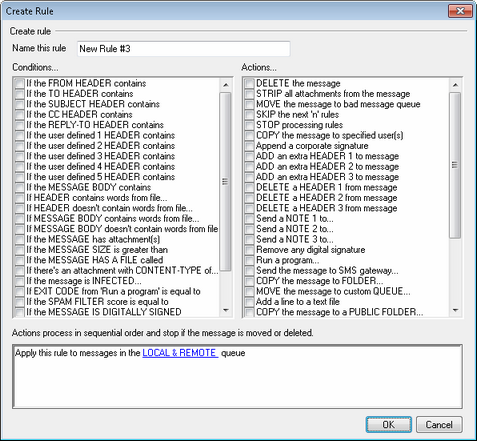 Create Rule
Create rule
Name this rule
New Rule #3
Conditions...
If the FROM HEADER contains
If the TO HEADER contains
If the SUBJECT HEADER contains
If the CC HEADER contains
If the REPLY-TO HEADER contains
If the user defined 1 HEADER contains
If the user defined 2 HEADER contains
If the user defined 3 HEADER contains
If the user defined 4 HEADER contains
If the user defined 5 HEADER contains
If the MESSAGE BODY contains
If HEADER contains words from file...
If HEADER doesn't contain words from file...
If MESSAGE BODY contains words from file...
If MESSAGE BODY doesn't contain words from file
If the MESSAGE has attachment(s)
If the MESSAGE SIZE is greater than
If the MESSAGE HAS A FILE called
If there's an attachment with CONTENT-TYPE of...
If the message is INFECTED...
If EXIT CODE from 'Run a program' is equal to
If the SPAM FILTER score is equal to
If the MESSAGE IS DIGITALLY SIGNED
Actions...
DELETE the message
STRIP all attachments from the message
MOVE the message to bad message queue
SKIP the next 'n' rules
STOP processing rules
COPY the message to specified user(s)
Append a corporate signature
ADD an extra HEADER 1 to message
ADD an extra HEADER 2 to message
ADD an extra HEADER 3 to message
DELETE a HEADER 1 from message
DELETE a HEADER 2 from message
DELETE a HEADER 3 from message
Send a NOTE 1 to...
Send a NOTE 2 to...
Send a NOTE 3 to...
Remove any digital signature
Run a program...
Send the message to SMS gateway...
COPY the message to FOLDER...
MOVE the message to custom QUEUE...
Add a line to a text file
COPY the message to a PUBLIC FOLDER...
Actions process in sequential order and stop if the message is moved or deleted.
Apply this rule to messages in the LOCAL & REMOTE queue
OK
Cancel